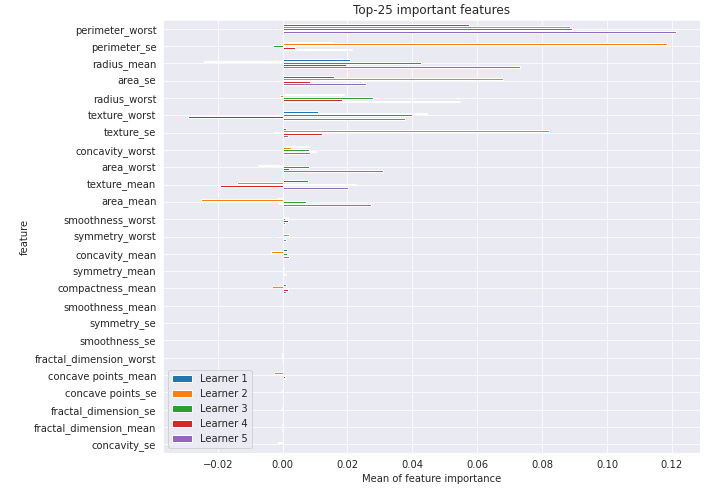 Top-25 important features
perimeter_worst
perimeter_se
radius_mean
area_se
radius_worst
texture_worst
texture_se
concavity_worst
area_worst
texture_mean
area_mean
smoothness_worst
symmetry_worst
concavity_mean
symmetry_mean
compactness_mean
smoothness_mean
symmetry_se
smoothness_se
fractal_dimension_worst
concave points_mean
concave points_se
fractal_dimension_se
fractal_dimension_mean
concavity_se
feature
Learner 1
Learner 2
Learner 3
Learner 4
Learner 5
−0.02 0.00 0.02 0.04 0.06 0.08 0.10 0.12
Mean of feature importance